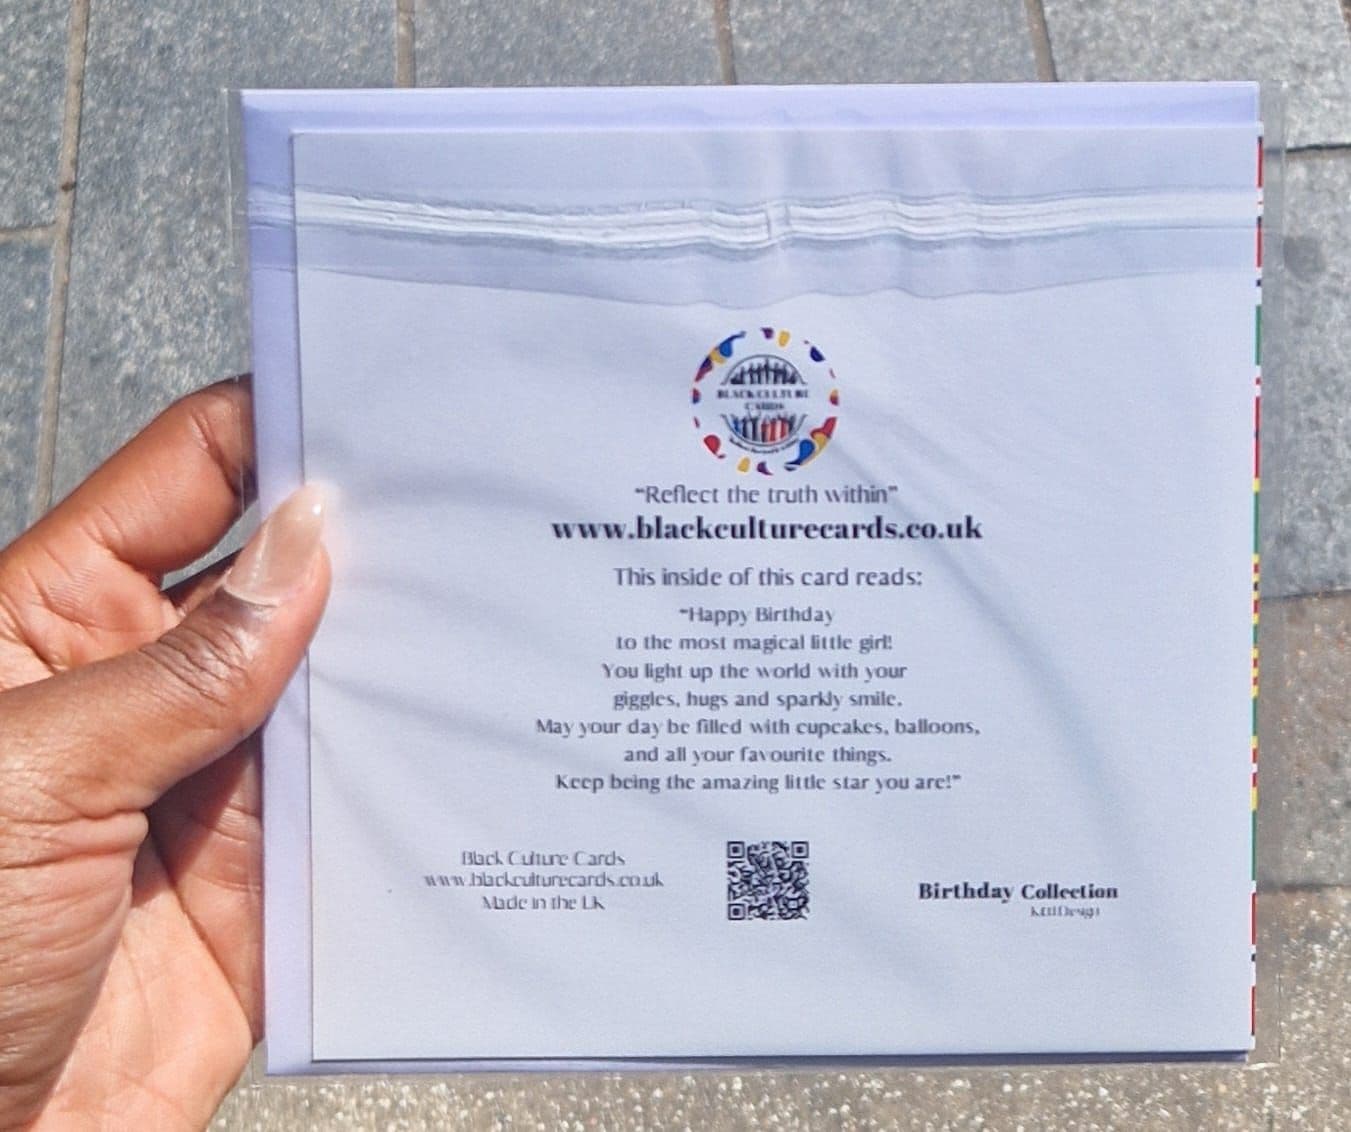 BLACK CULTURE
CARDS
"Reflect the truth within"
www.blackculturecards.co.uk
This inside of this card reads:
"Happy Birthday
to the most magical little girl!
You light up the world with your
giggles, hugs and sparkly smile.
May your day be filled with cupcakes, balloons,
and all your favourite things.
Keep being the amazing little star you are!"
Black Culture Cards
www.blackculturecards.co.uk
Made in the UK
Birthday Collection